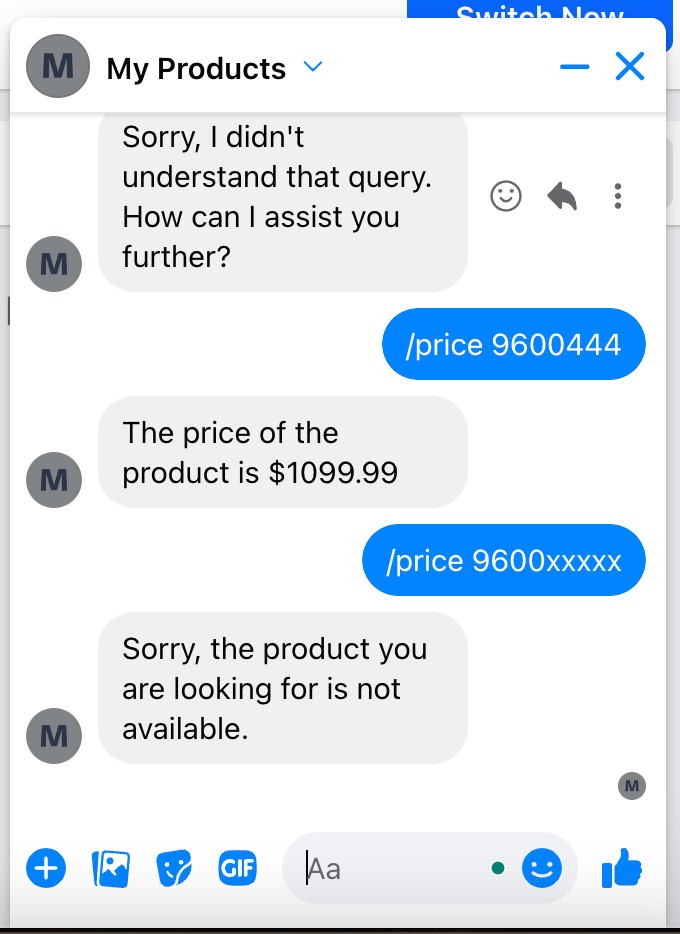 Switch Now
M
My Products
Sorry, I didn't
understand that query.
How can I assist you
further?
M
/price 9600444
The price of the
product is $1099.99
M
/price 9600xxxxx
Sorry, the product you
are looking for is not
available.
M
M
GIF
Aa